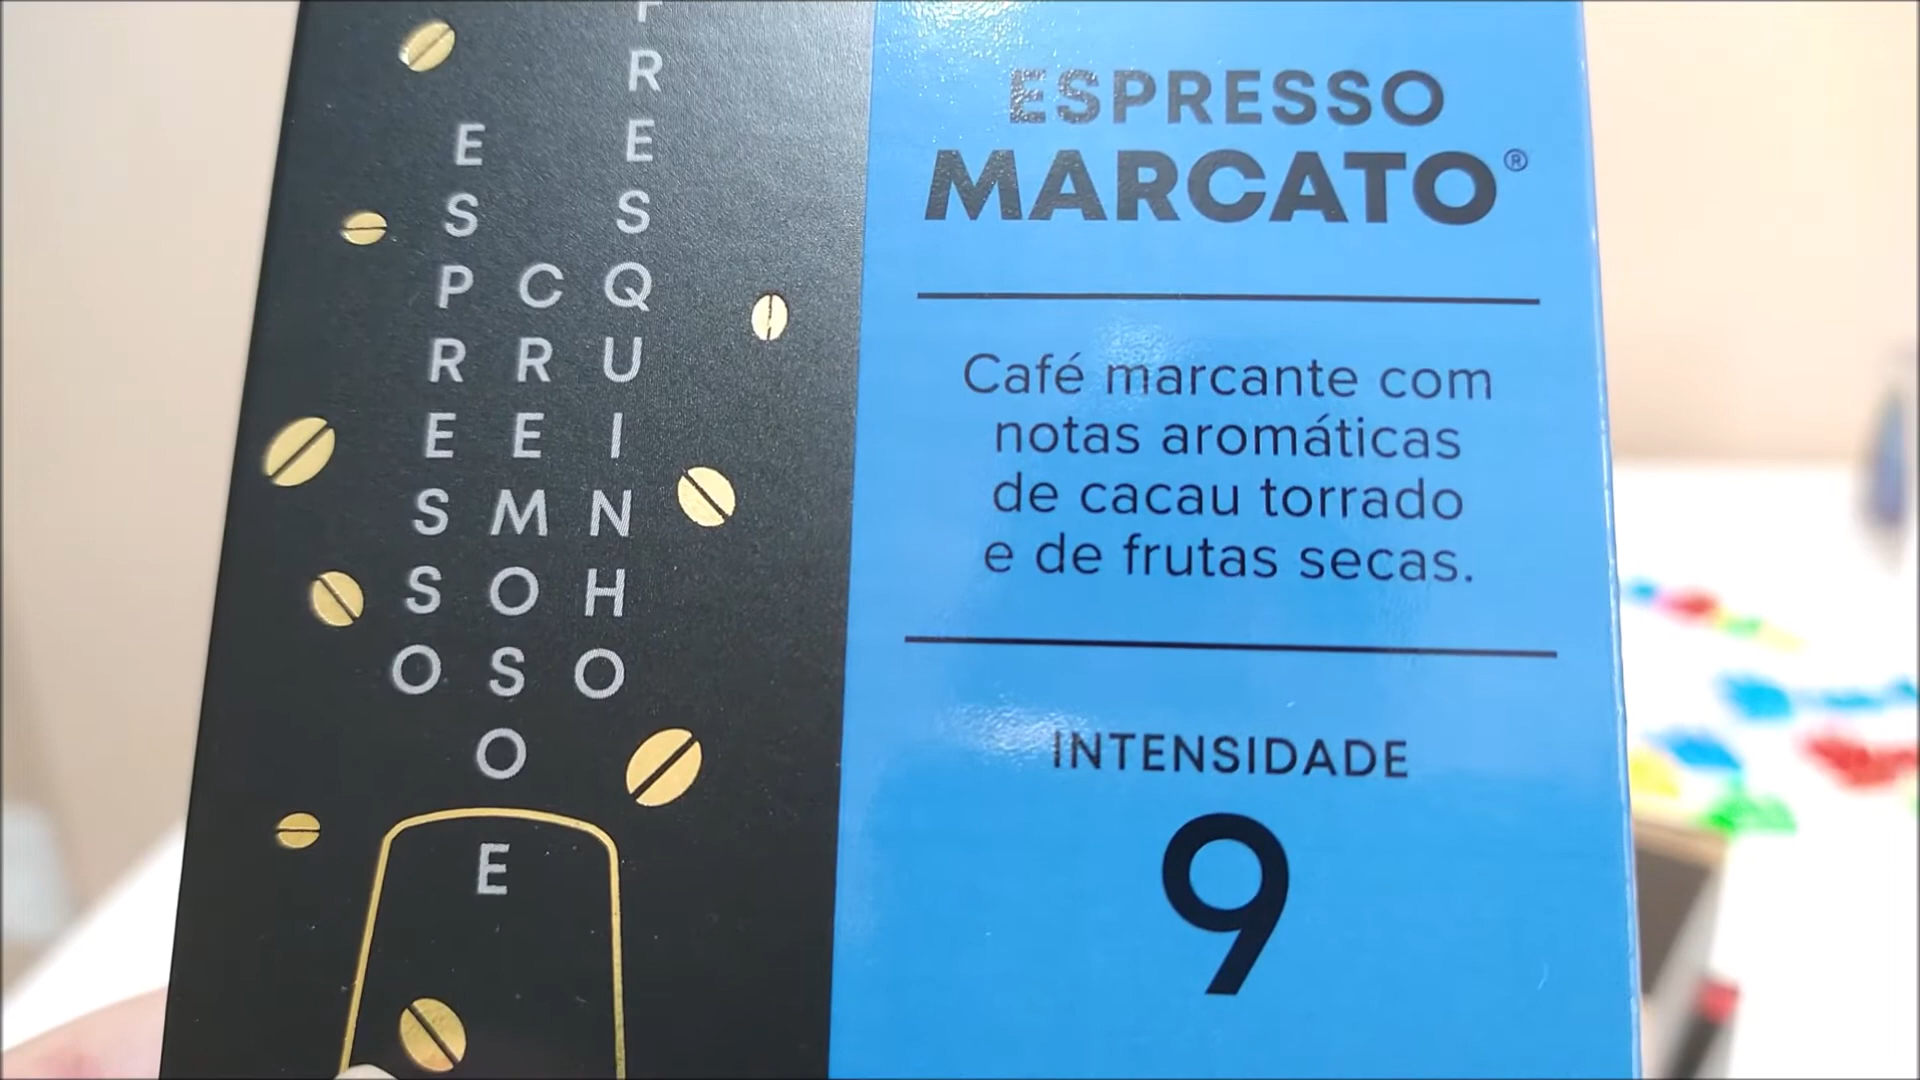 ESPRESSO
CREMOSO
FRESQUINHO
E
ESPRESSO
MARCATO®
Café marcante com
notas aromáticas
de cacau torrado
e de frutas secas.
INTENSIDADE
9